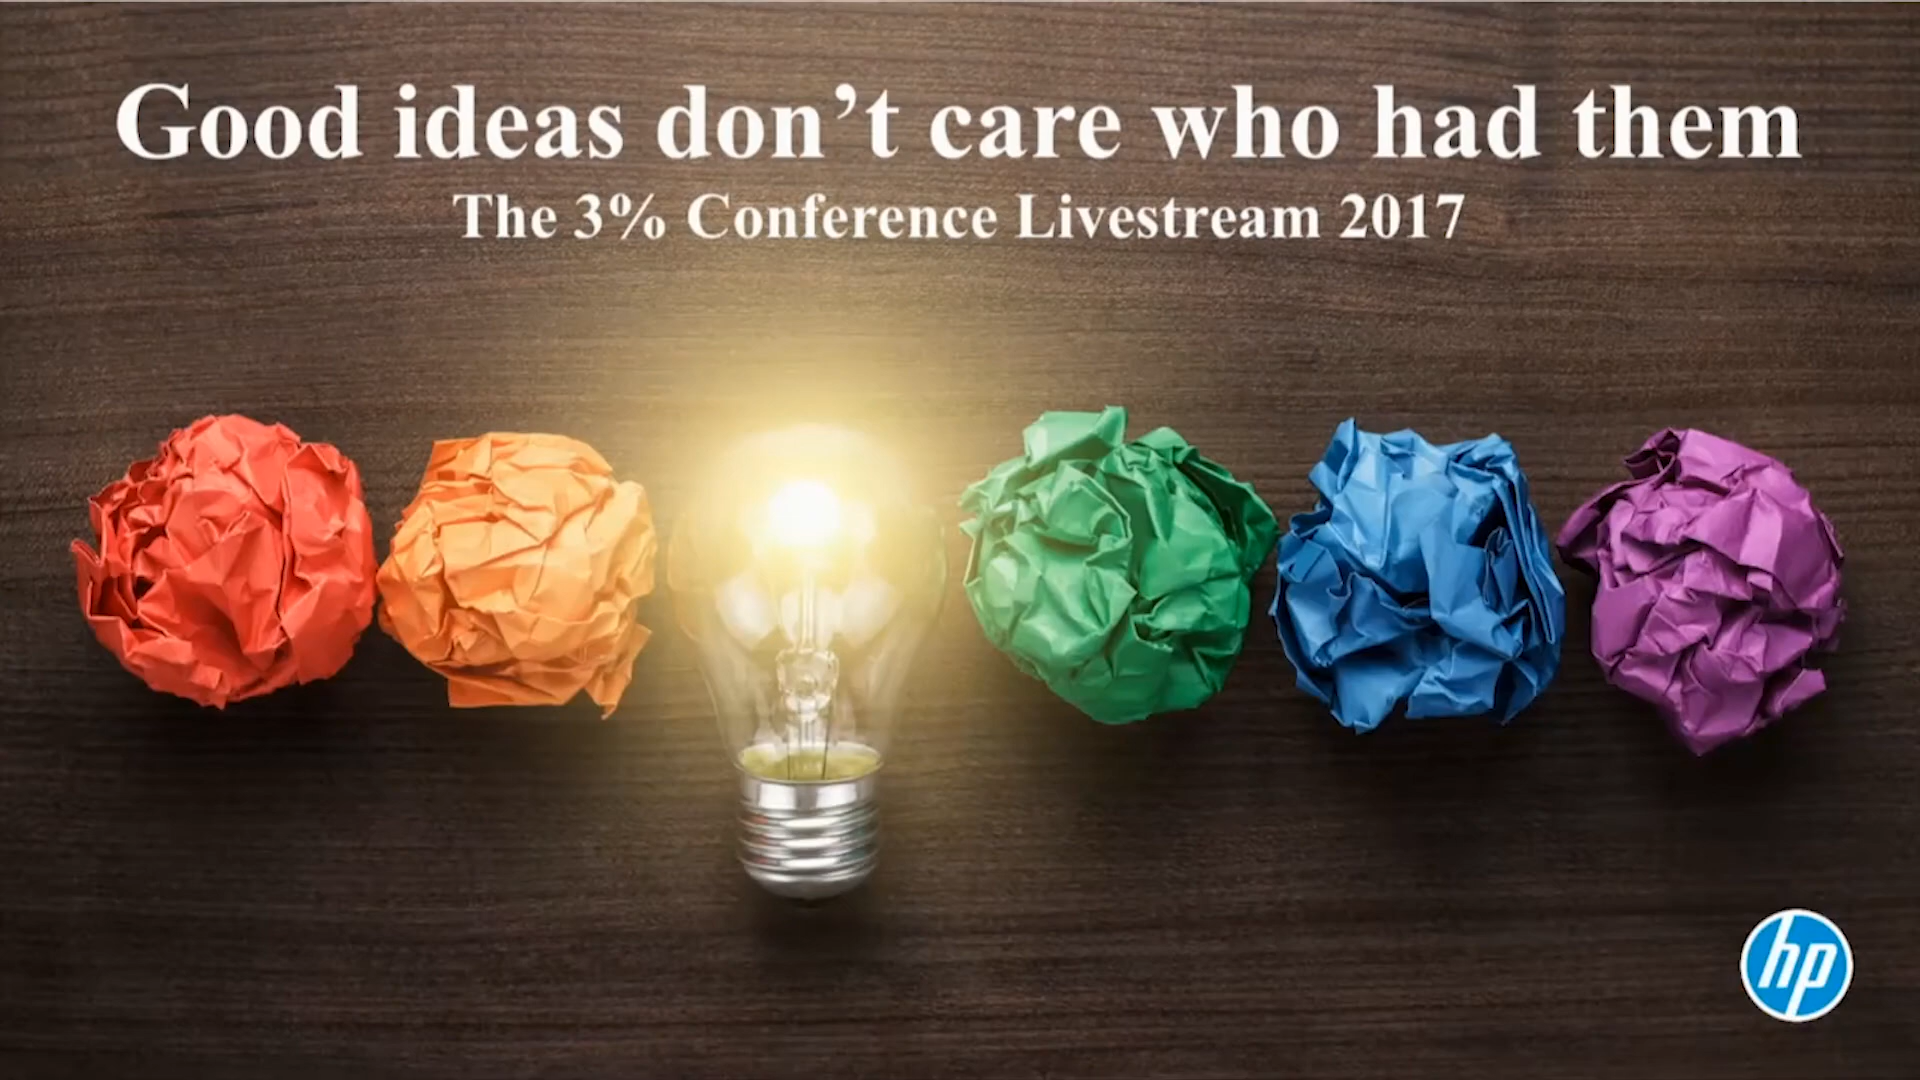 Good ideas don’t care who had them
The 3% Conference Livestream 2017
hp